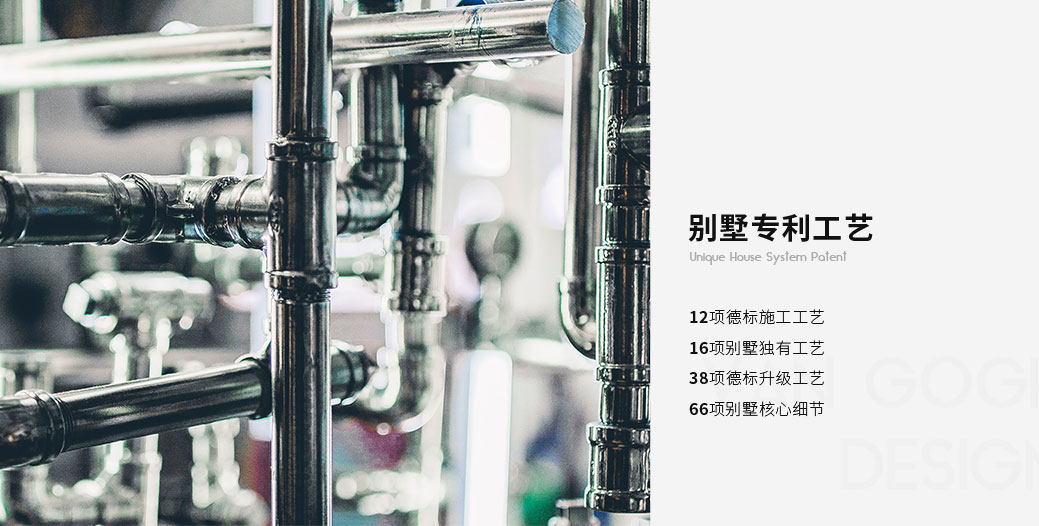 别墅专利工艺
Unique House System Patent
12项德标施工工艺
16项别墅独有工艺
38项德标升级工艺
66项别墅核心细节
DESIGN